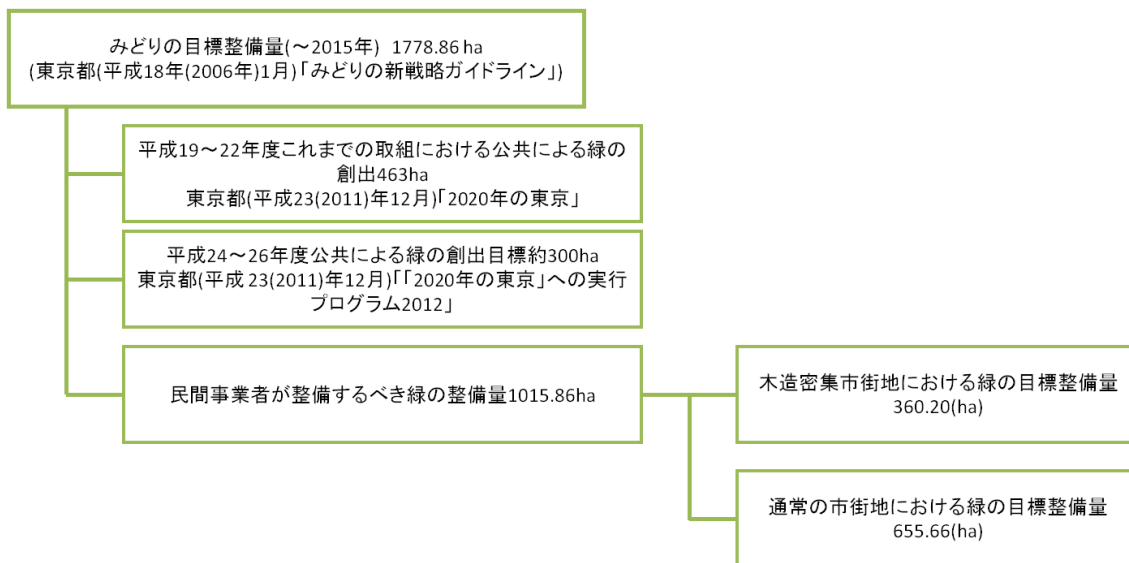 みどりの目標整備量(～2015年) 1778.86 ha
(東京都(平成18年(2006年)1月)「みどりの新戦略ガイドライン」)
平成19～22年度これまでの取組における公共による緑の
創出463ha
東京都(平成23(2011)年12月)「2020年の東京」
平成24～26年度公共による緑の創出目標約300ha
東京都(平成 23(2011)年12月)「「2020年の東京」への実行
プログラム2012」
民間事業者が整備するべき緑の整備量1015.86ha
木造密集市街地における緑の目標整備量
360.20(ha)
通常の市街地における緑の目標整備量
655.66(ha)